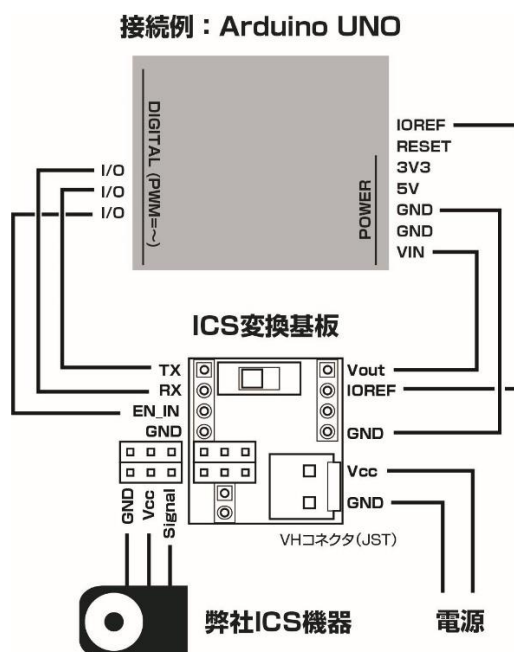 接続例：Arduino UNO
DIGITAL (PWM=~)
I/O
I/O
I/O
POWER
IOREF
RESET
3V3
5V
GND
GND
VIN
ICS変換基板
TX
RX
EN_IN
GND
Vout
IOREF
GND
Vcc
GND
GND
Vcc
Signal
VHコネクタ(JST)
弊社ICS機器
電源